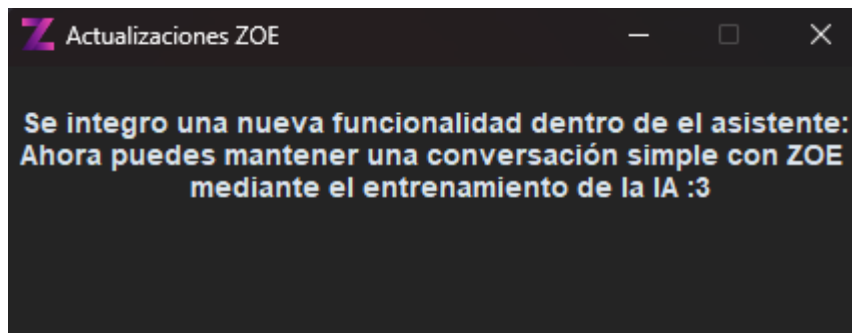 Actualizaciones ZOE
Se integro una nueva funcionalidad dentro de el asistente:
Ahora puedes mantener una conversación simple con ZOE
mediante el entrenamiento de la IA :3